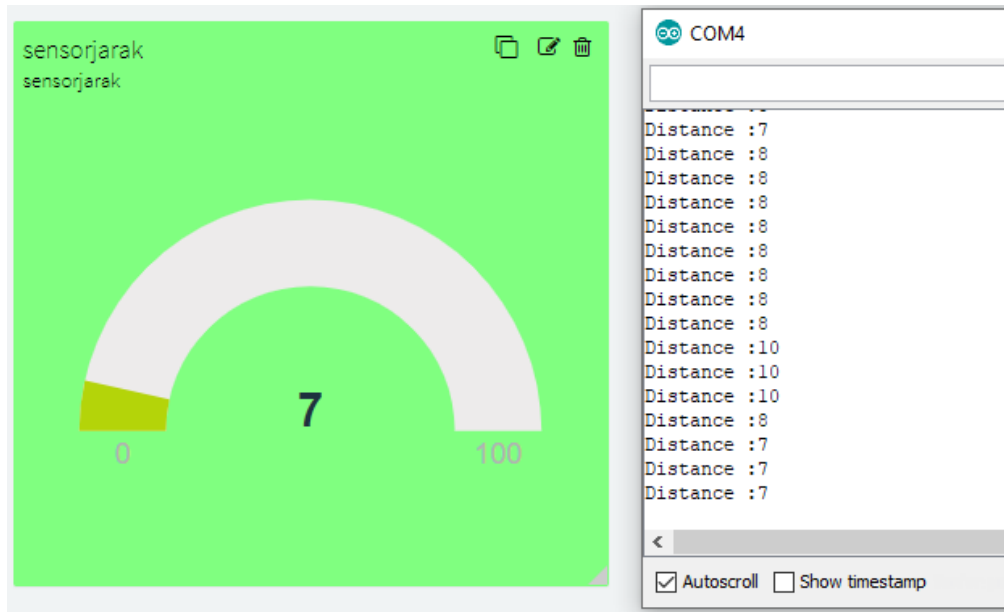 sensorjarak
sensorjarak
7
0
100
COM4
Distance :7
Distance :8
Distance :8
Distance :8
Distance :8
Distance :8
Distance :8
Distance :8
Distance :8
Distance :10
Distance :10
Distance :10
Distance :8
Distance :7
Distance :7
Distance :7
Autoscroll
Show timestamp